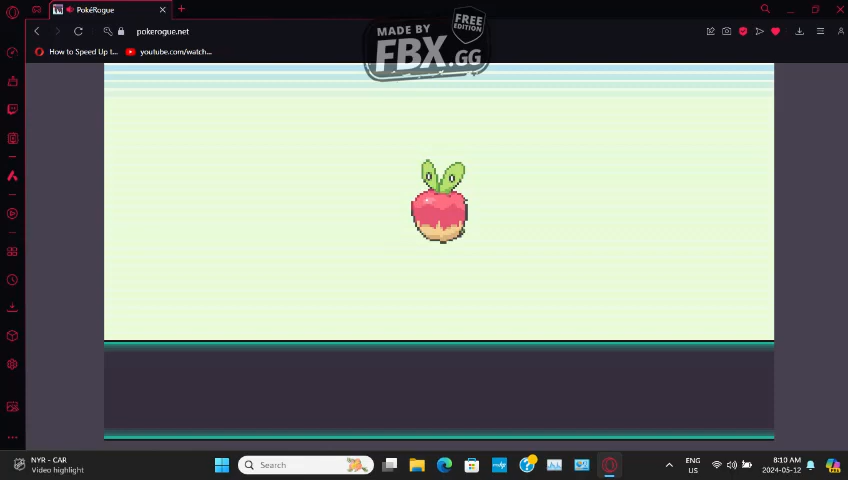 PokéRogue
MADE BY
FBX.GG
FREE
EDITION
pokerogue.net
How to Speed Up t...
youtube.com/watch...
NYR - CAR
Video highlight
Search
ENG
US
8:10 AM
2024-05-12